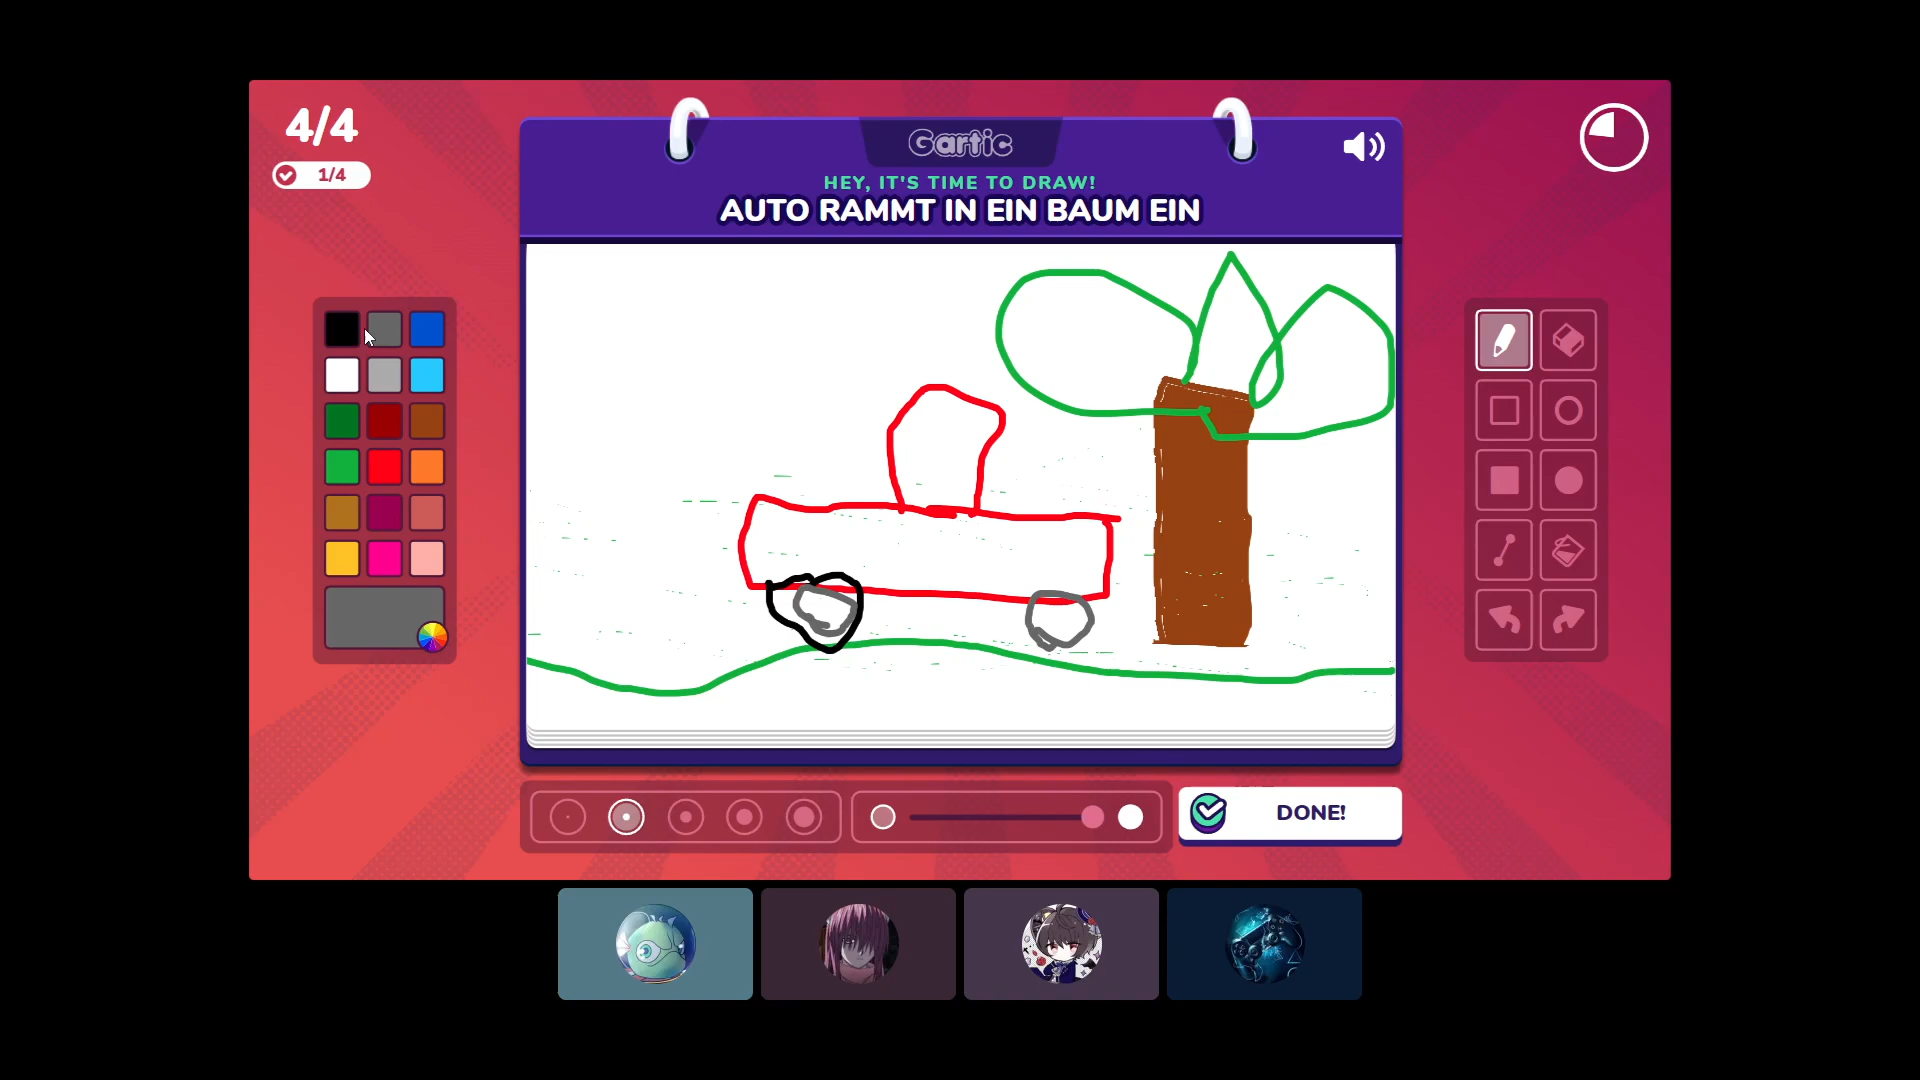 4/4
1/4
Gartic
HEY, IT'S TIME TO DRAW!
AUTO RAMMT IN EIN BAUM EIN
DONE!